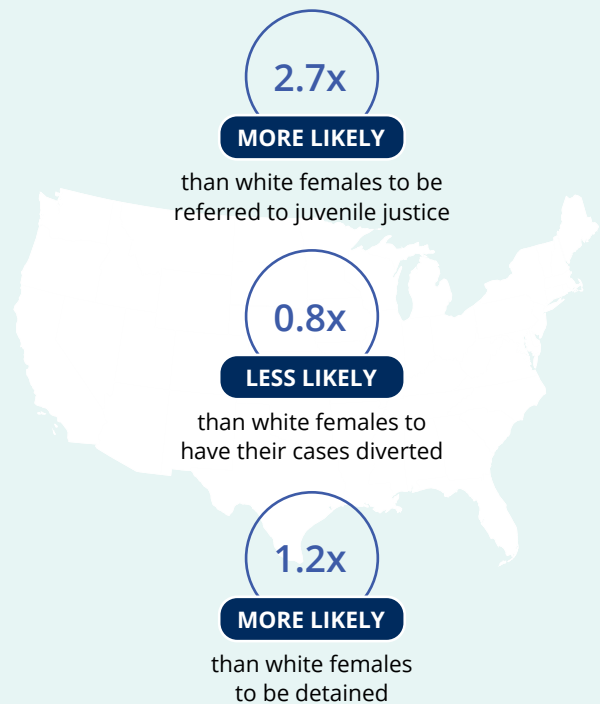 2.7x
MORE LIKELY
than white females to be
referred to juvenile justice
0.8x
LESS LIKELY
than white females to
have their cases diverted
1.2x
MORE LIKELY
than white females
to be detained